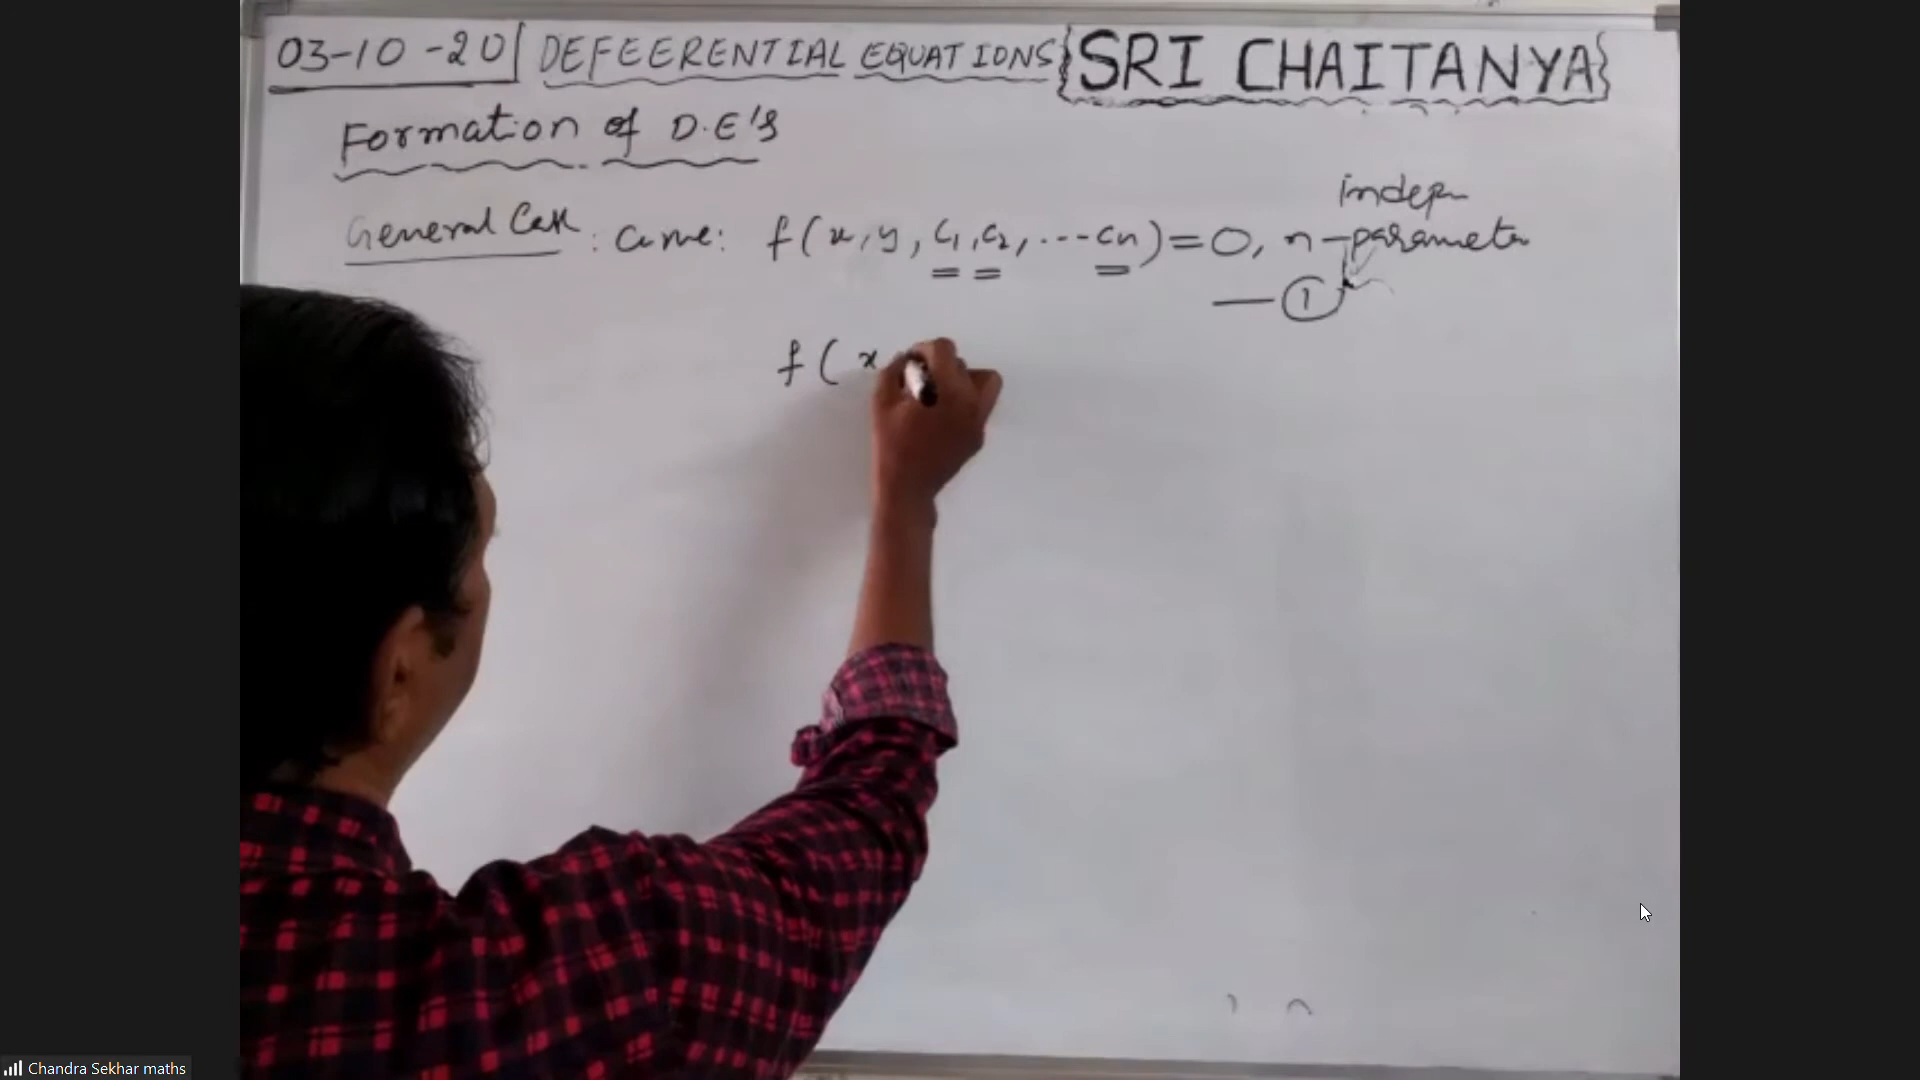 03-10-20 DEFEERENTIAL EQUATIONS {SRI CHAITANYA}
Formation of D.E's
indep
General Case: curve: f(x, y, c1, c2, ... cn) = 0, n-parameter
— 1
f( x
Chandra Sekhar maths